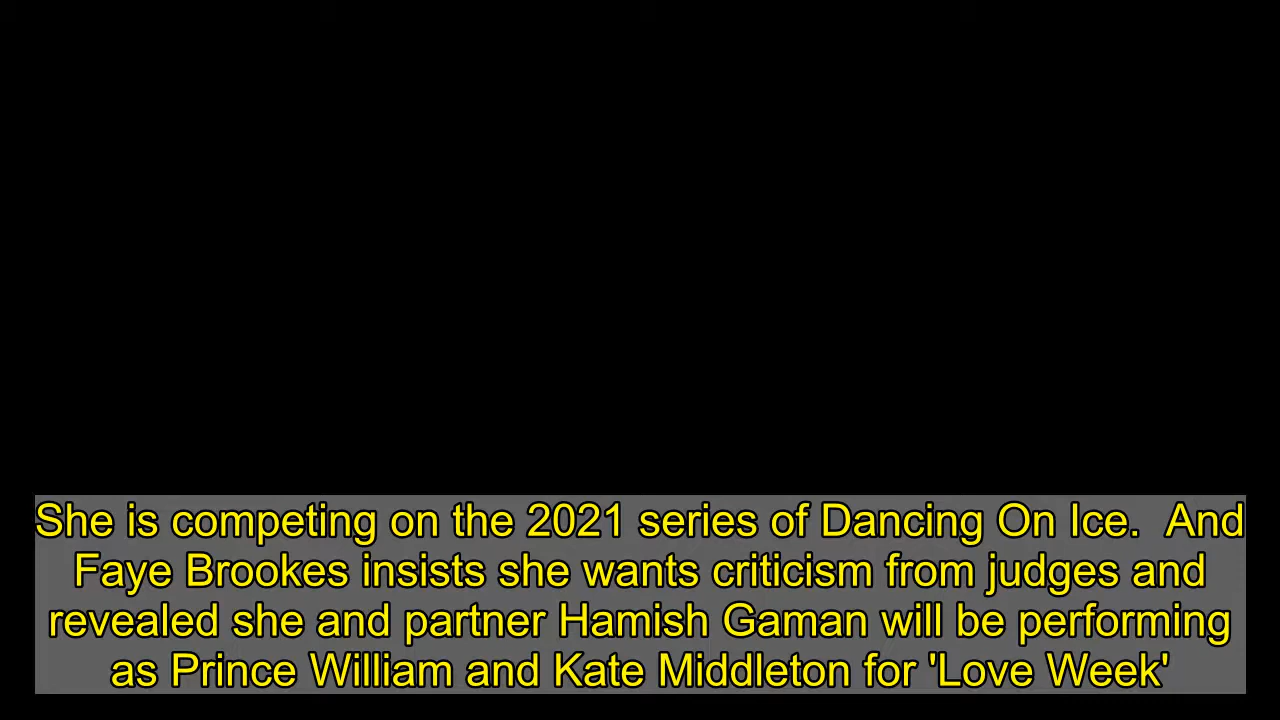 She is competing on the 2021 series of Dancing On Ice.  And
Faye Brookes insists she wants criticism from judges and
revealed she and partner Hamish Gaman will be performing
as Prince William and Kate Middleton for 'Love Week'